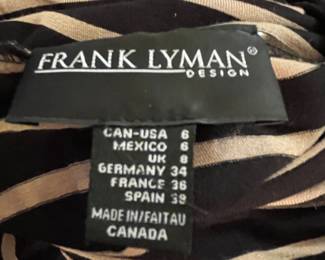 FRANK LYMAN®
DESIGN
CAN-USA 6
MEXICO 6
UK 8
GERMANY 34
FRANCE 36
SPAIN 39
MADE IN/FAIT AU
CANADA